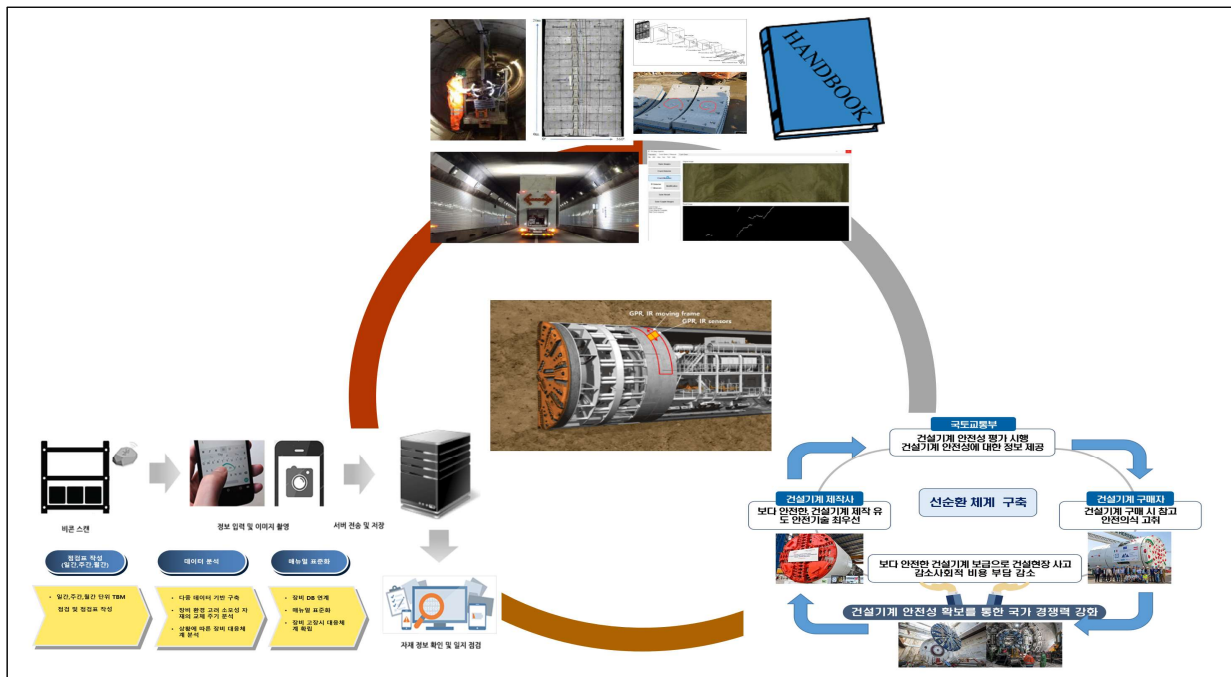 HANDBOOK
GPR, IR moving frame
GPR, IR sensors
비콘 스캔
정보 입력 및 이미지 촬영
서버 전송 및 저장
점검표 작성
(일간,주간,월간)
데이터 분석
매뉴얼 표준화
• 일간,주간,월간 단위 TBM
점검 및 점검표 작성
• 다중 데이터 기반 구축
• 장비 환경 고려 소모성 자
재의 교체 주기 분석
• 상황에 따른 장비 대응체
계 분석
• 장비 DB 연계
• 매뉴얼 표준화
• 장비 고장시 대응체
계 확립
자재 정보 확인 및 일지 점검
국도교통부
건설기계 안전성 평가 시행
건설기계 안전성에 대한 정보 제공
건설기계 제작사
보다 안전한, 건설기계 제작 유
도 안전기술 최우선
선순환 체계 구축
건설기계 구매자
건설기계 구매 시 참고
안전의식 고취
보다 안전한 건설기계 보급으로 건설현장 사고
감소사회적 비용 부담 감소
건설기계 안전성 확보를 통한 국가 경쟁력 강화